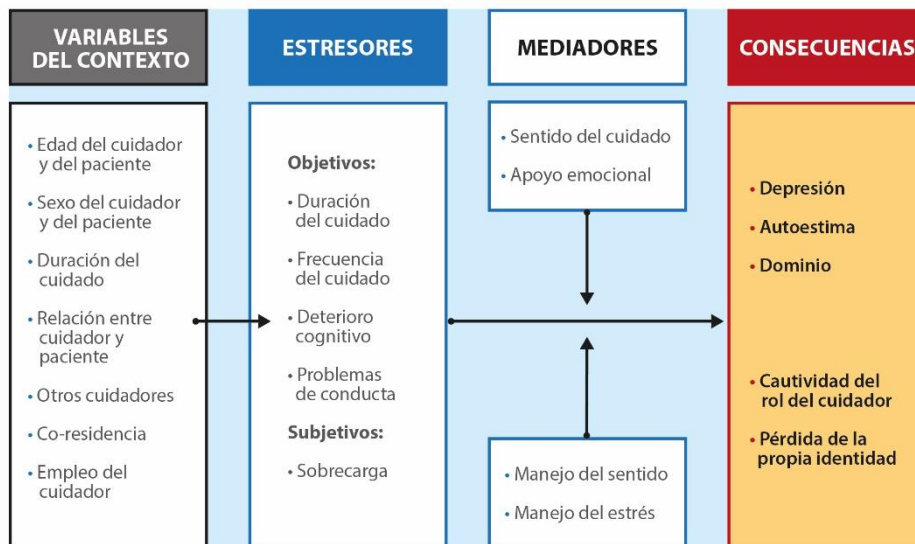 VARIABLES
DEL CONTEXTO
• Edad del cuidador
y del paciente
• Sexo del cuidador
y del paciente
• Duración del
cuidado
• Relación entre
cuidador y
paciente
• Otros cuidadores
• Co-residencia
• Empleo del
cuidador
ESTRESORES
Objetivos:
• Duración
del cuidado
• Frecuencia
del cuidado
• Deterioro
cognitivo
• Problemas
de conducta
Subjetivos:
• Sobrecarga
MEDIADORES
• Sentido del cuidado
• Apoyo emocional
• Manejo del sentido
• Manejo del estrés
CONSECUENCIAS
• Depresión
• Autoestima
• Dominio
• Cautividad del
rol del cuidador
• Pérdida de la
propia identidad